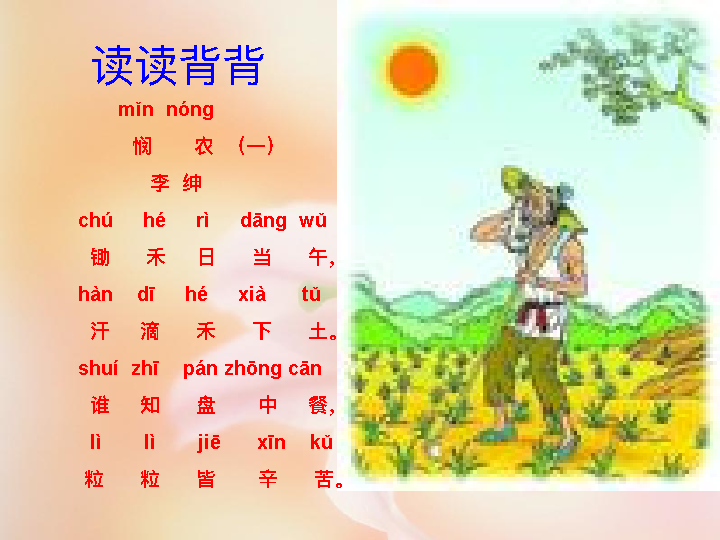 读读背背
mǐn nóng
悯 农 （一）
李 绅
chú hé rì dāng wǔ
锄 禾 日 当 午，
hàn dī hé xià tǔ
汗 滴 禾 下 土。
shuí zhī pán zhōng cān
谁 知 盘 中 餐，
lì lì jiē xīn kǔ
粒 粒 皆 辛 苦。